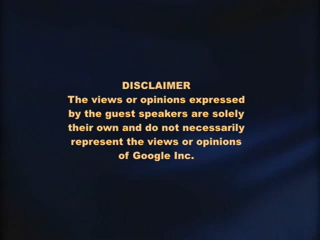 DISCLAIMER
The views or opinions expressed
by the guest speakers are solely
their own and do not necessarily
represent the views or opinions
of Google Inc.